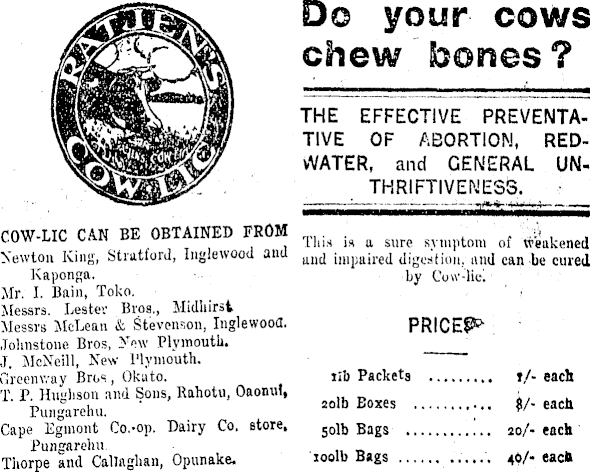 RATTEN'S
COW-LIC
COW-LIC CAN BE OBTAINED FROM
Newton King, Stratford, Inglewood and
Kaponga.
Mr. I. Bain, Toko.
Messrs. Lester Bros., Midhirst
Messrs McLean & Stevenson, Inglewood.
Johnstone Bros, New Plymouth.
J. McNeill, New Plymouth.
Greenway Bros, Okato.
T. P. Hughson and Sons, Rahotu, Oaonui,
Pungarehu.
Cape Egmont Co.-op. Dairy Co. store,
Pungarehu.
Thorpe and Callaghan, Opunake.
Do your cows
chew bones?
THE EFFECTIVE PREVENTA-
TIVE OF ABORTION, RED-
WATER, and GENERAL UN-
THRIFTIVENESS.
This is a sure symptom of weakened
and impaired digestion, and can be cured
by Cow-lic.
PRICES
1lb Packets .......... 1/- each
20lb Boxes .......... 8/- each
50lb Bags .......... 20/- each
100lb Bags .......... 40/- each